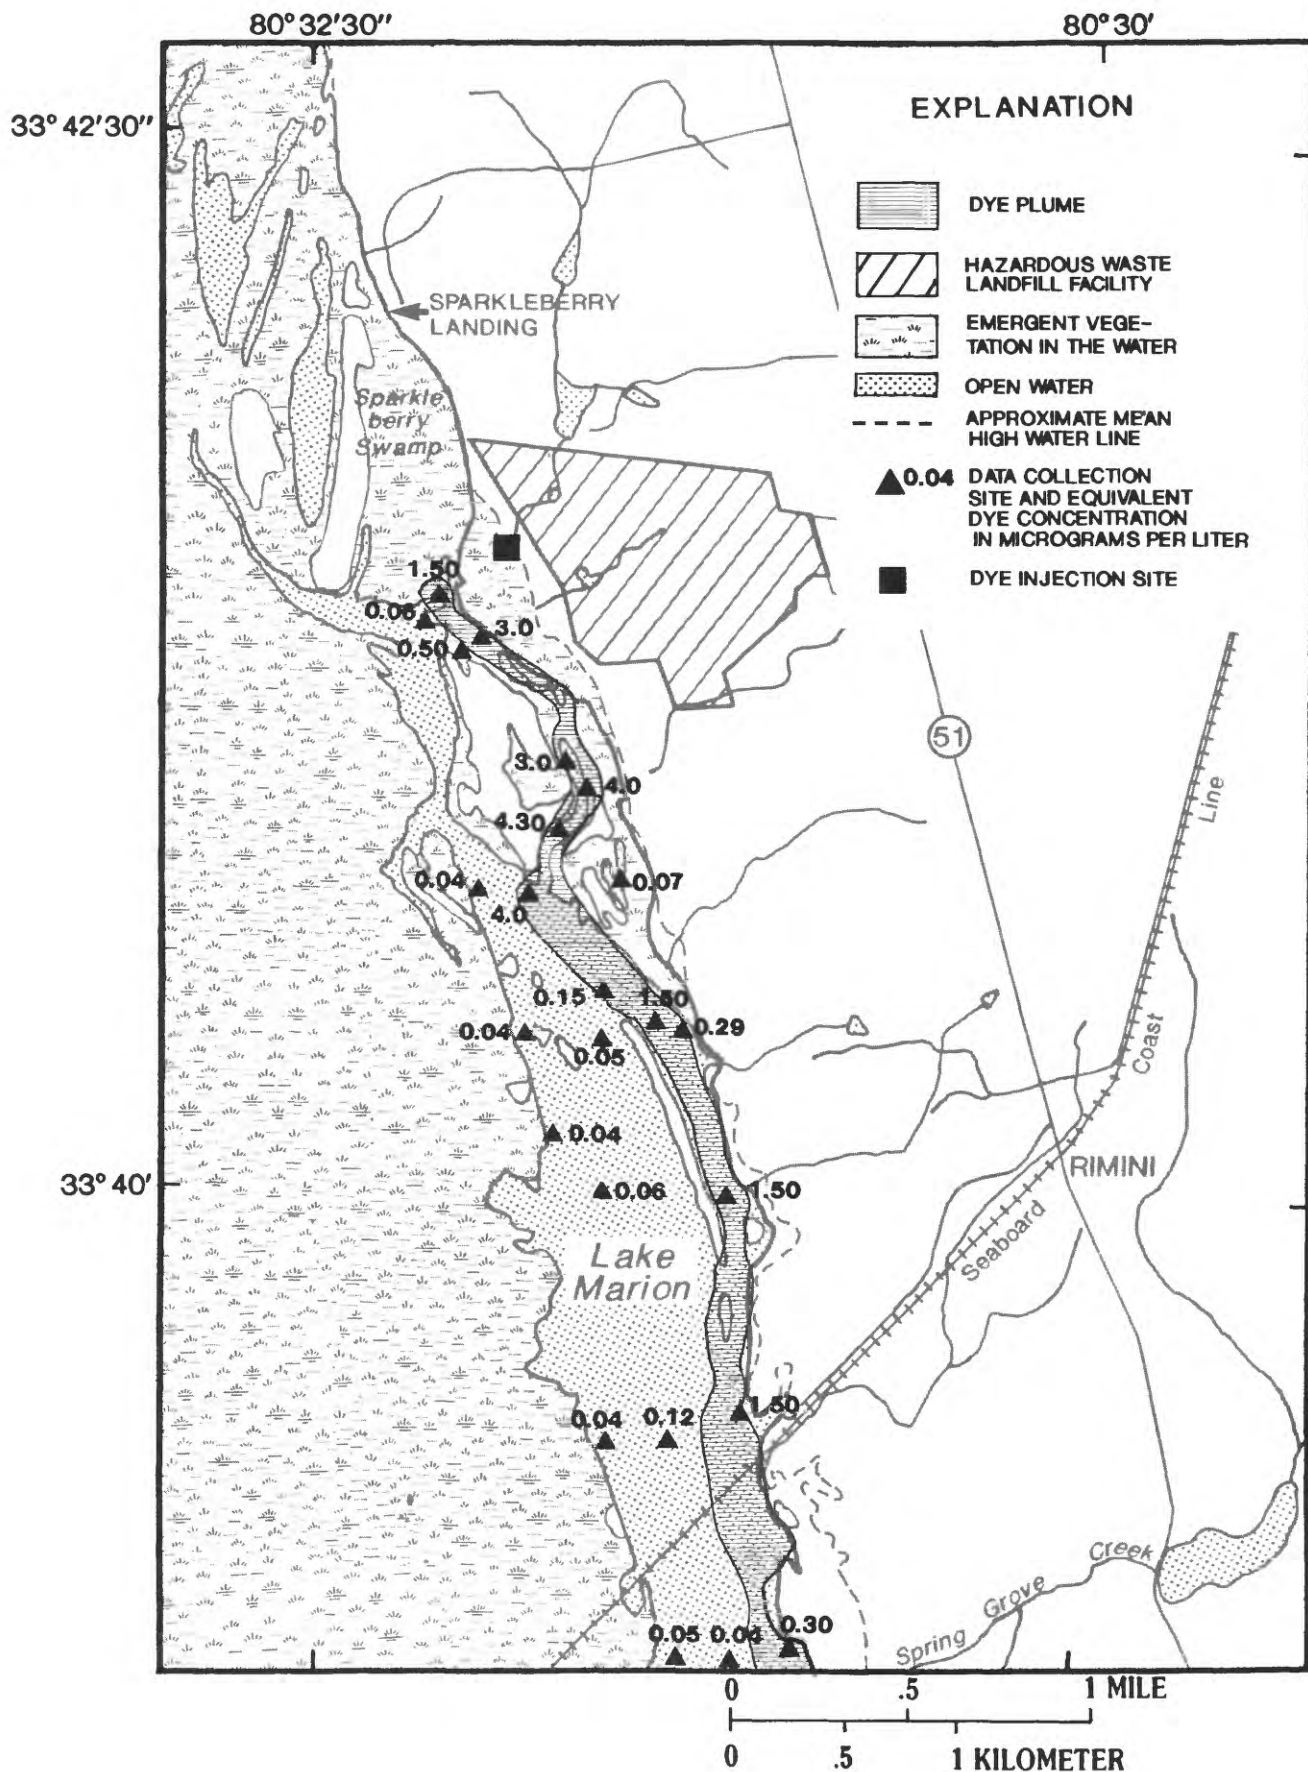 80°32'30"
80°30'
33°42'30"
EXPLANATION
DYE PLUME
HAZARDOUS WASTE
LANDFILL FACILITY
EMERGENT VEGE-
TATION IN THE WATER
OPEN WATER
APPROXIMATE MEAN
HIGH WATER LINE
0.04 DATA COLLECTION
SITE AND EQUIVALENT
DYE CONCENTRATION
IN MICROGRAMS PER LITER
DYE INJECTION SITE
SPARKLEBERRY
LANDING
Sparkle
berry
Swamp
1.50
0.06
3.0
0.50
51
3.0
4.0
4.30
0.04
0.07
4.0
0.15
1.50
0.04
0.29
0.05
0.04
33°40'
0.06
1.50
RIMINI
Lake
Marion
Seaboard
Coast
Line
1.50
0.04
0.12
0.05
0.04
0.30
Spring
Grove
Creek
0 .5 1 MILE
0 .5 1 KILOMETER